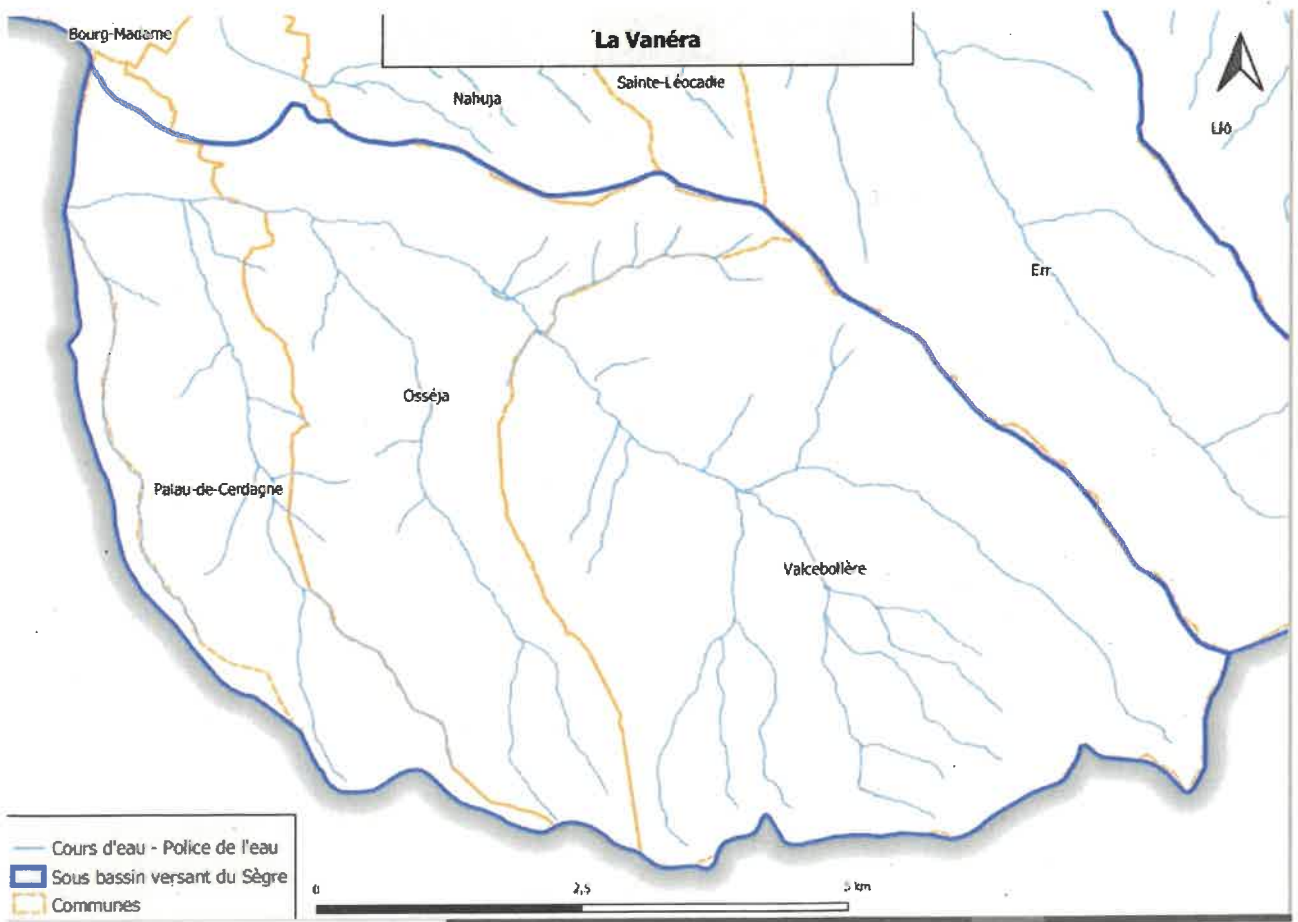 La Vanéra
Bourg-Madame
Sainte-Léocadie
Nahuja
Llo
Err
Osséja
Palau-de-Cerdagne
Valcebollère
Cours d'eau - Police de l'eau
Sous bassin versant du Sègre
Communes
0 2,5 5 km